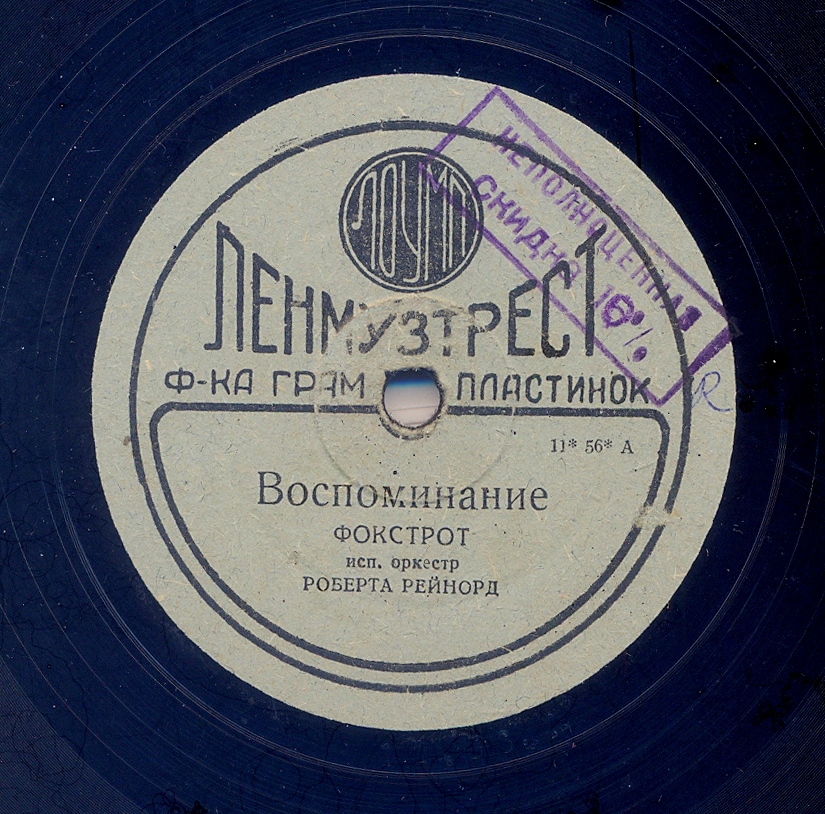 ЛОУМП
НЕПОЛНОЦЕННАЯ
СКИДКА 10%
ЛЕНМУЗТРЕСТ
Ф-КА ГРАМ ПЛАСТИНОК
R
11* 56* А
Воспоминание
ФОКСТРОТ
исп. оркестр
РОБЕРТА РЕЙНОРД